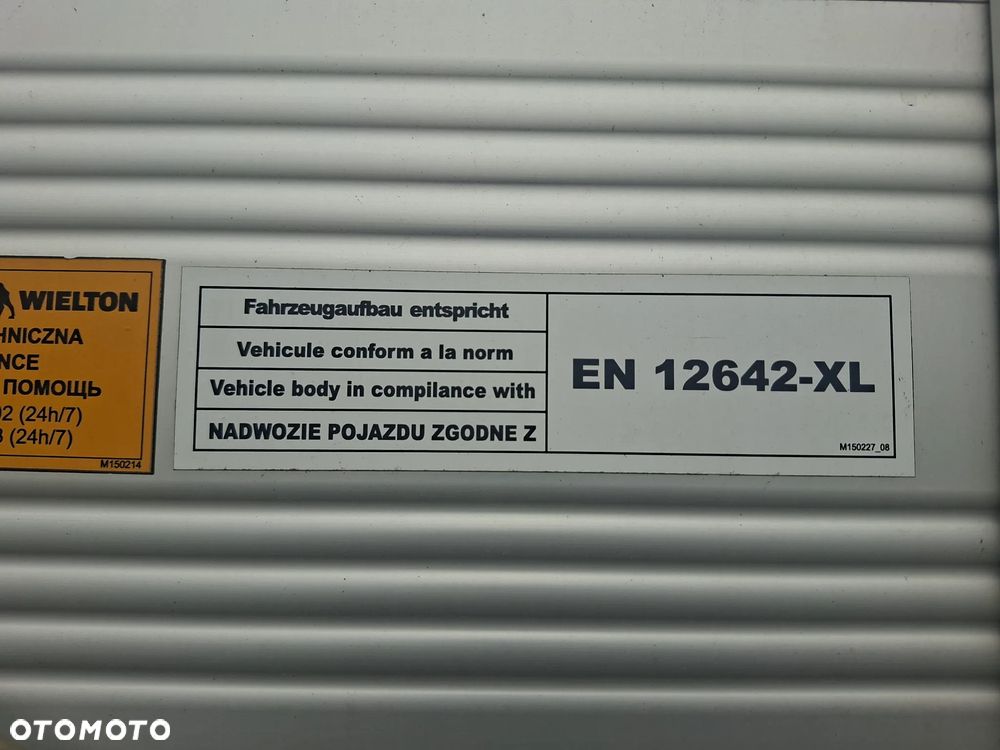 WIELTON
HNICZNA
NCE
ПОМОЩЬ
02 (24h/7)
3 (24h/7)
M150214
Fahrzeugaufbau entspricht
Vehicule conform a la norm
Vehicle body in compliance with
NADWOZIE POJAZDU ZGODNE Z
EN 12642-XL
M150227_08
OTOMOTO